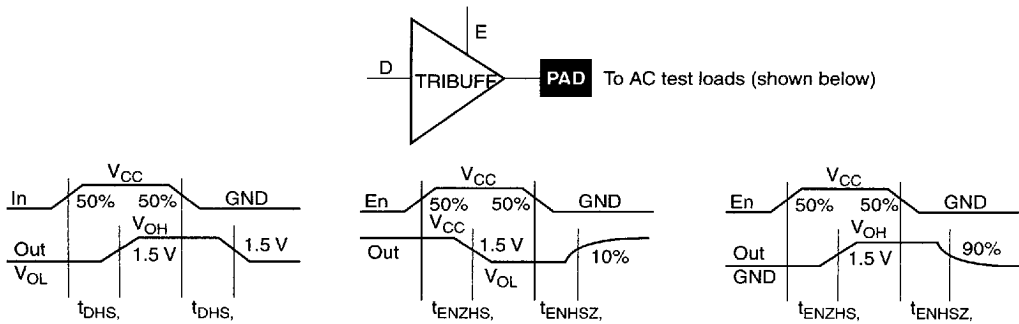 E
D
TRIBUFF
PAD
To AC test loads (shown below)
In
V_CC
50%
50%
GND
Out
V_OL
V_OH
1.5 V
1.5 V
t_DHS,
t_DHS,
En
V_CC
50%
50%
GND
Out
V_CC
1.5 V
V_OL
10%
t_ENZHS,
t_ENHSZ,
En
V_CC
50%
50%
GND
Out
GND
V_OH
1.5 V
90%
t_ENZHS,
t_ENHSZ,